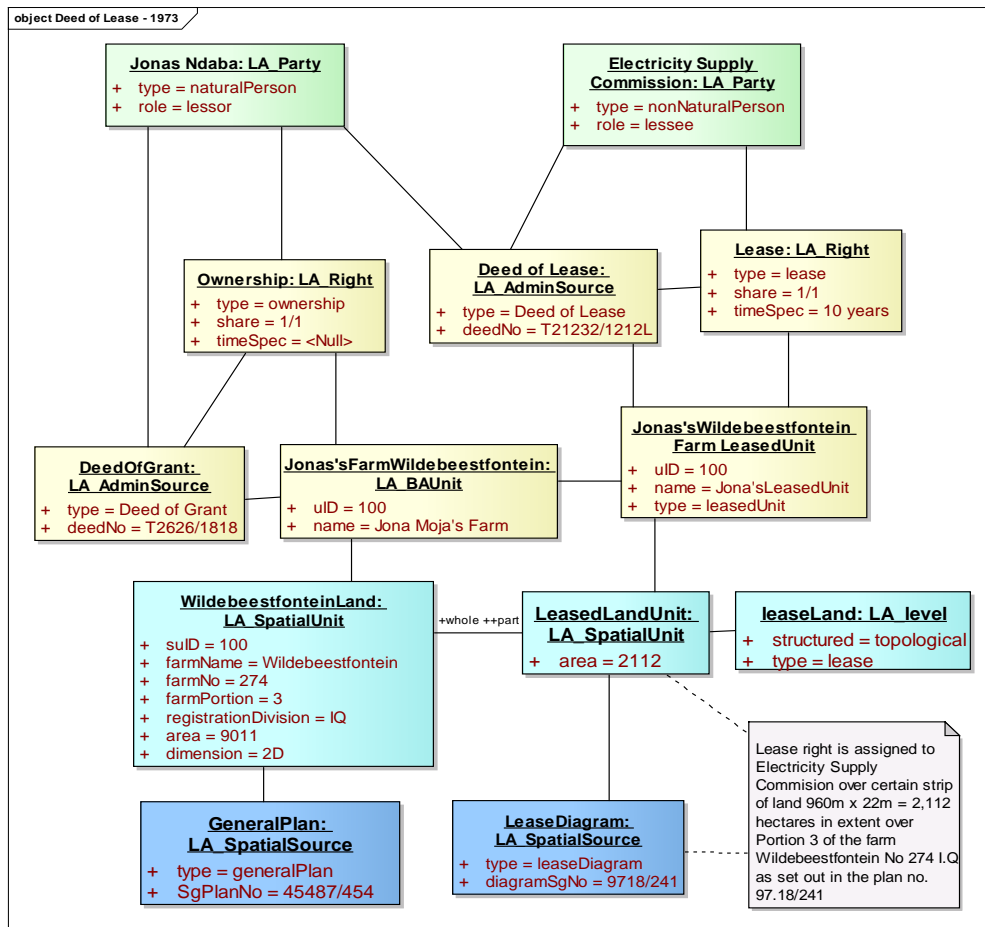 object Deed of Lease - 1973
Jonas Ndaba: LA_Party
+ type = naturalPerson
+ role = lessor
Electricity Supply
Commission: LA_Party
+ type = nonNaturalPerson
+ role = lessee
Ownership: LA_Right
+ type = ownership
+ share = 1/1
+ timeSpec = <Null>
Deed of Lease:
LA_AdminSource
+ type = Deed of Lease
+ deedNo = T21232/1212L
Lease: LA_Right
+ type = lease
+ share = 1/1
+ timeSpec = 10 years
DeedOfGrant:
LA_AdminSource
+ type = Deed of Grant
+ deedNo = T2626/1818
Jonas'sFarmWildebeestfontein:
LA_BAUnit
+ uID = 100
+ name = Jona Moja's Farm
Jonas'sWildebeestfontein
Farm LeasedUnit
+ uID = 100
+ name = Jona'sLeasedUnit
+ type = leasedUnit
WildebeestfonteinLand:
LA_SpatialUnit
+ suID = 100
+ farmName = Wildebeestfontein
+ farmNo = 274
+ farmPortion = 3
+ registrationDivision = IQ
+ area = 9011
+ dimension = 2D
+whole ++part
LeasedLandUnit:
LA_SpatialUnit
+ area = 2112
leaseLand: LA_level
+ structured = topological
+ type = lease
GeneralPlan:
LA_SpatialSource
+ type = generalPlan
+ SgPlanNo = 45487/454
LeaseDiagram:
LA_SpatialSource
+ type = leaseDiagram
+ diagramSgNo = 9718/241
Lease right is assigned to
Electricity Supply
Commision over certain strip
of land 960m x 22m = 2,112
hectares in extent over
Portion 3 of the farm
Wildebeestfontein No 274 I.Q
as set out in the plan no.
97.18/241